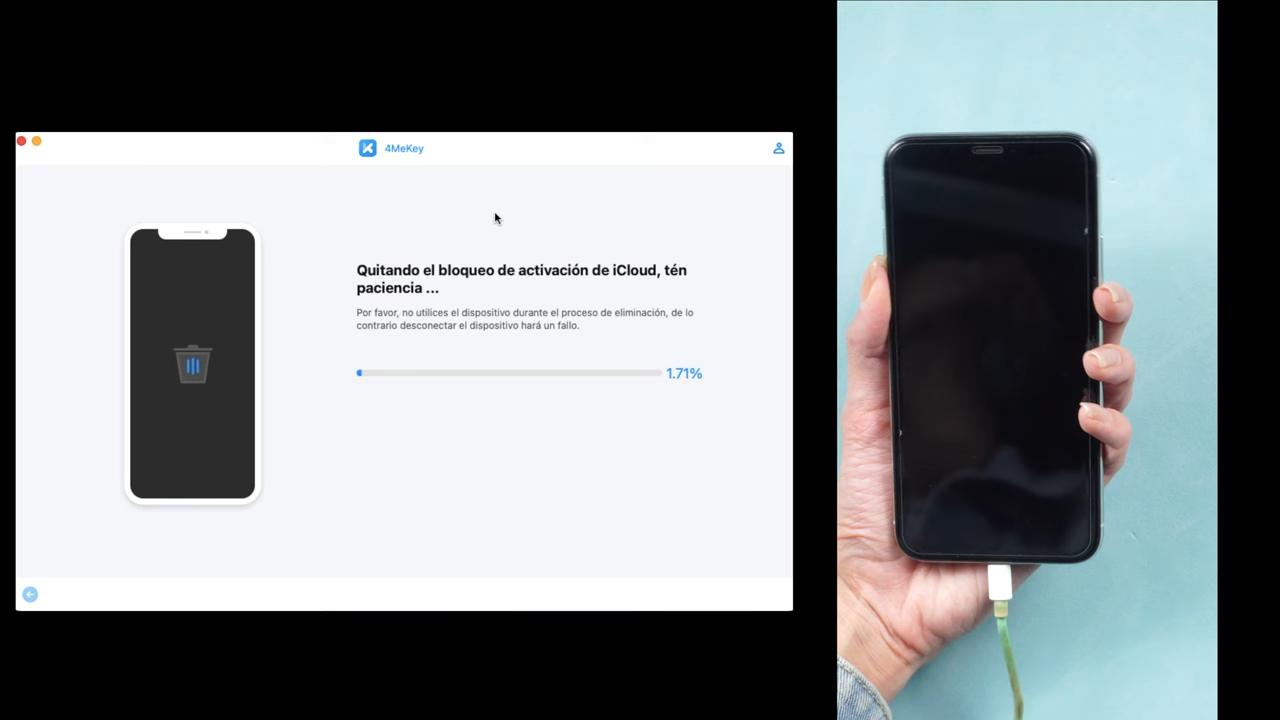 4MeKey
Quitando el bloqueo de activación de iCloud, tén
paciencia ...
Por favor, no utilices el dispositivo durante el proceso de eliminación, de lo
contrario desconectar el dispositivo hará un fallo.
1.71%